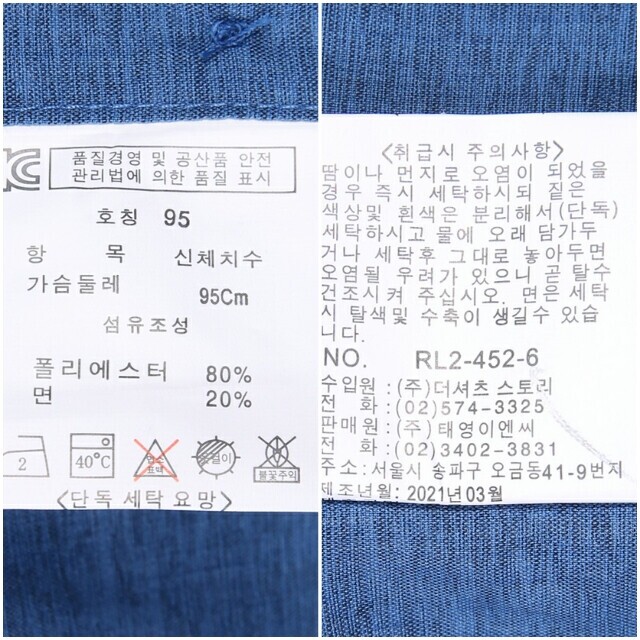 KC
품질경영 및 공산품 안전
관리법에 의한 품질 표시
호칭 95
항 목 신체치수
가슴둘레 95Cm
섬유조성
폴리에스터 80%
면 20%
2
40℃
염소
표백
불꽃주의
<단독 세탁 요망>
<취급시 주의사항>
땀이나 먼지로 오염이 되었을
경우 즉시 세탁하시되 짙은
색상및 흰색은 분리해서(단독)
세탁하시고 물에 오래 담가두
거나 세탁후 그대로 놓아두면
오염될 우려가 있으니 곧 탈수
건조시켜 주십시오. 면은 세탁
시 탈색및 수축이 생길수 있습
니다.
NO. RL2-452-6
수입원 : (주)더셔츠 스토리
전 화 : (02)574-3325
판매원 : (주)태영이엔씨
전 화 : (02)3402-3831
주소: 서울시 송파구 오금동41-9번지
제조년월: 2021년03월